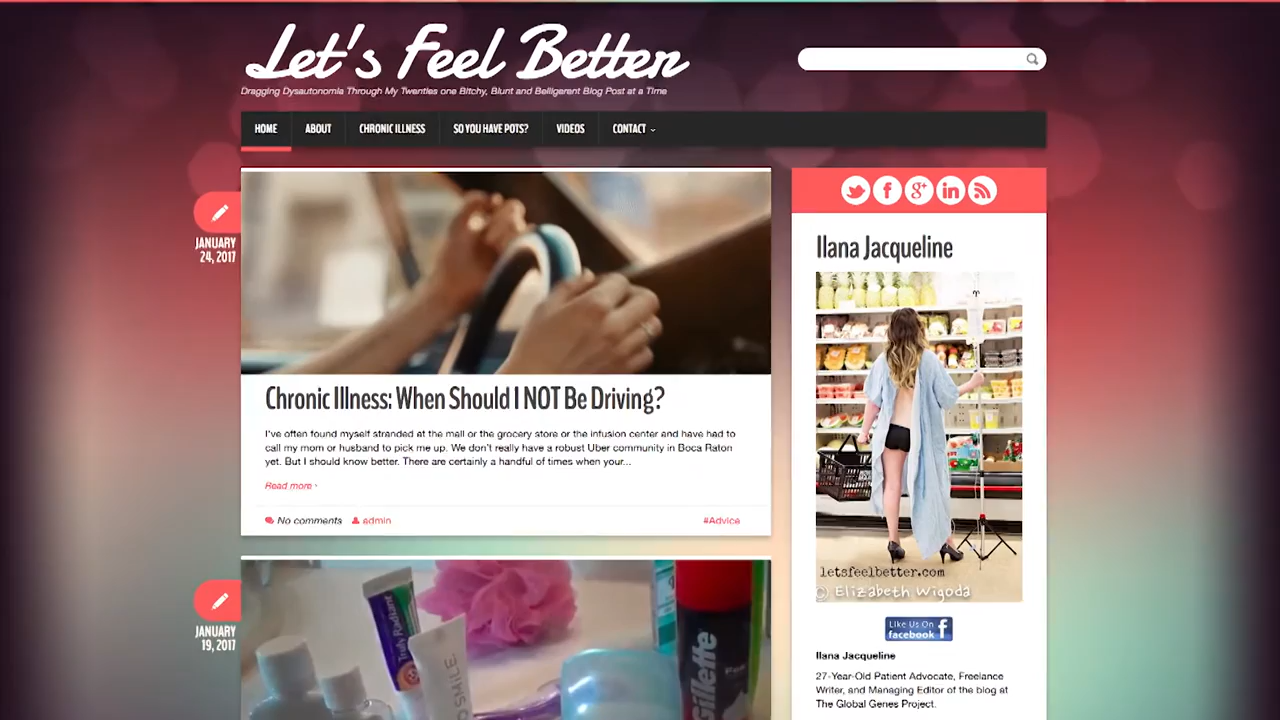 Let's Feel Better
Dragging Dysautonomia Through My Twenties one Bitchy, Blunt and Belligerent Blog Post at a Time
HOME ABOUT CHRONIC ILLNESS SO YOU HAVE POTS? VIDEOS CONTACT
JANUARY
24, 2017
Chronic Illness: When Should I NOT Be Driving?
I've often found myself stranded at the mall or the grocery store or the infusion center and have had to
call my mom or husband to pick me up. We don't really have a robust Uber community in Boca Raton
yet. But I should know better. There are certainly a handful of times when your...
Read more ›
No comments admin #Advice
JANUARY
19, 2017
Truly Radiant
SMILE.
Gillette
f g+ in
Ilana Jacqueline
letsfeelbetter.com
© Elizabeth Wigoda
Like Us On
facebook f
Ilana Jacqueline
27-Year-Old Patient Advocate, Freelance
Writer, and Managing Editor of the blog at
The Global Genes Project.